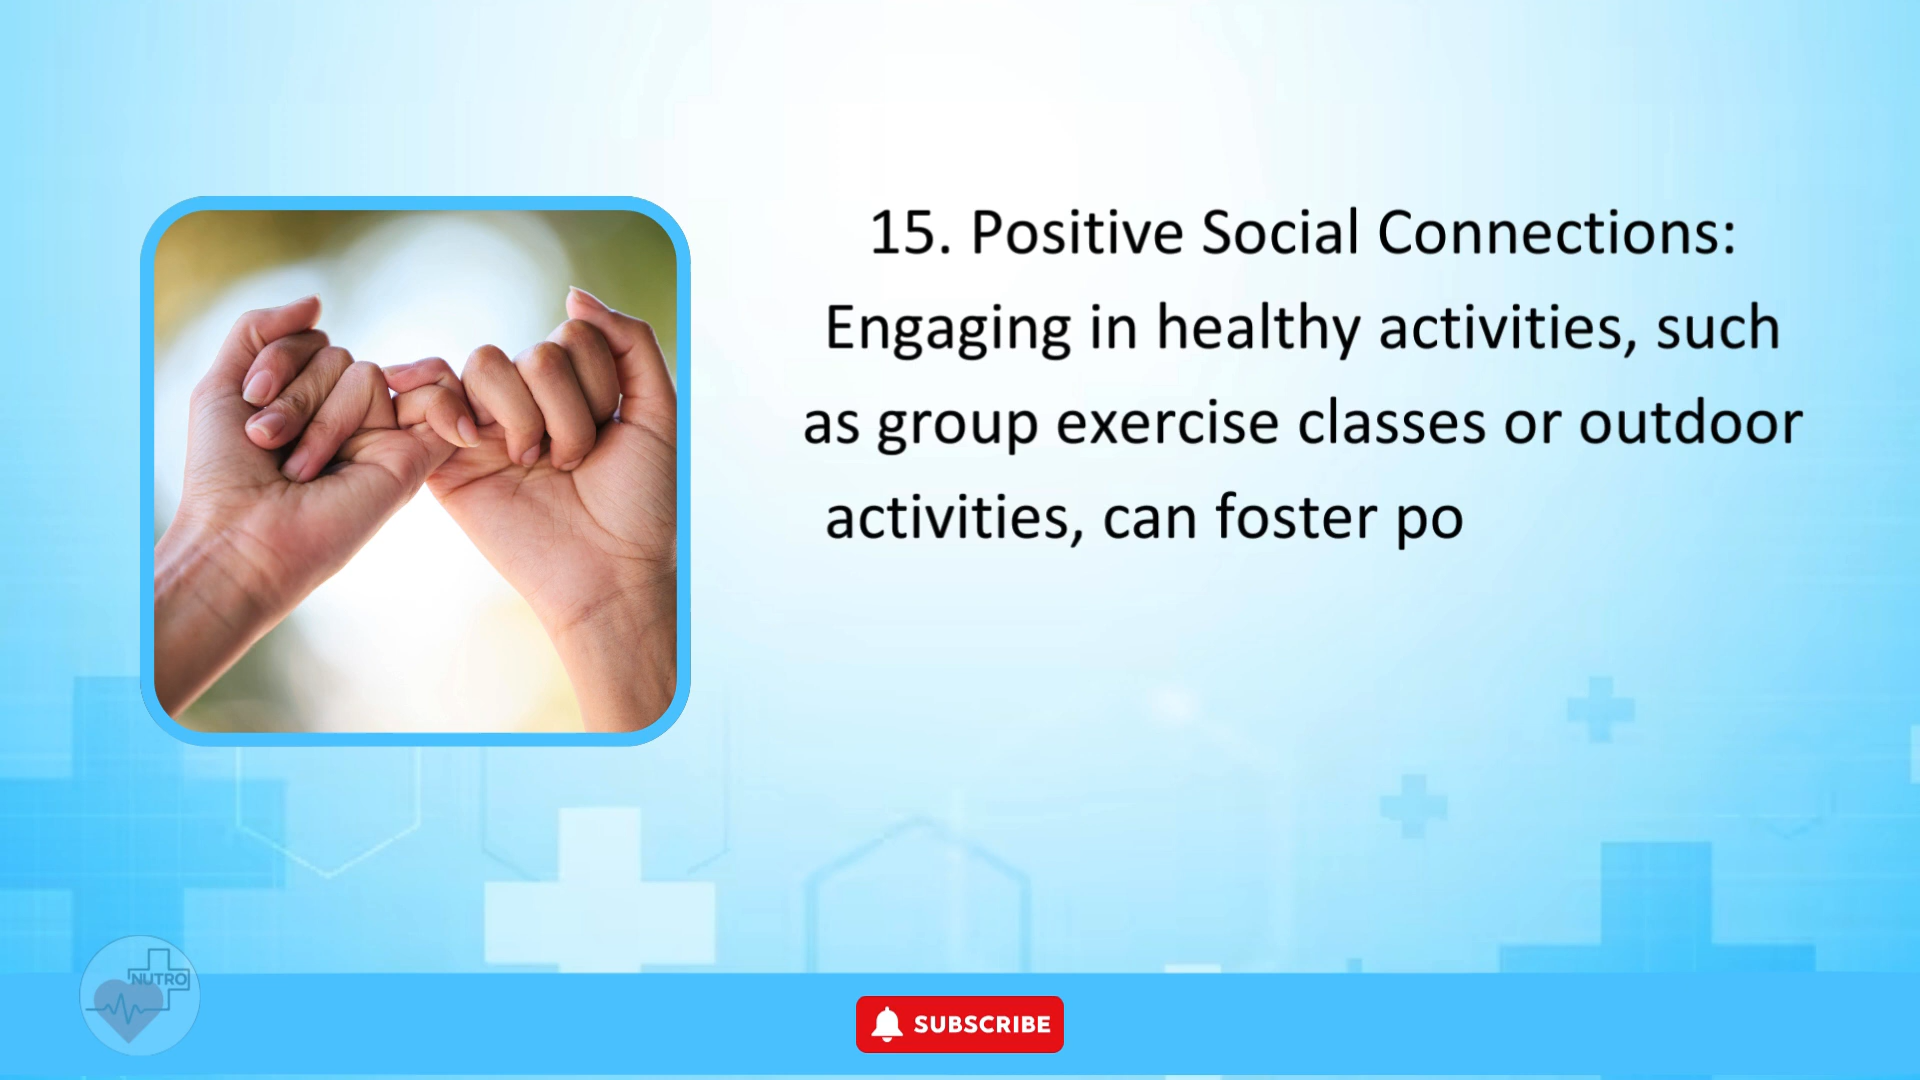 15. Positive Social Connections:
Engaging in healthy activities, such
as group exercise classes or outdoor
activities, can foster po
NUTRO
SUBSCRIBE